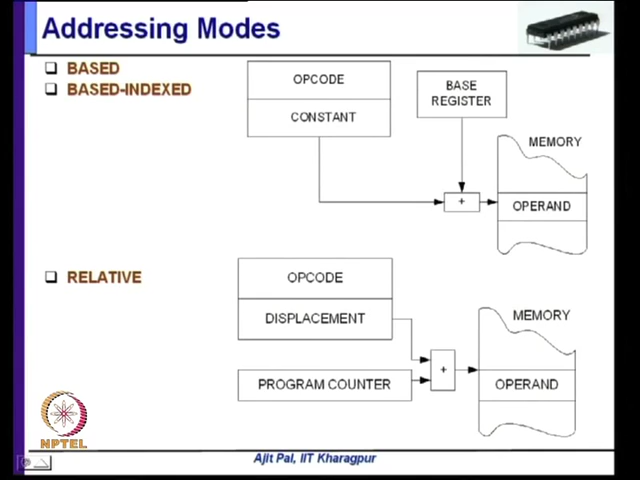 Addressing Modes
BASED
BASED-INDEXED
OPCODE
CONSTANT
BASE
REGISTER
MEMORY
OPERAND
+
RELATIVE
OPCODE
DISPLACEMENT
PROGRAM COUNTER
+
MEMORY
OPERAND
NPTEL
Ajit Pal, IIT Kharagpur